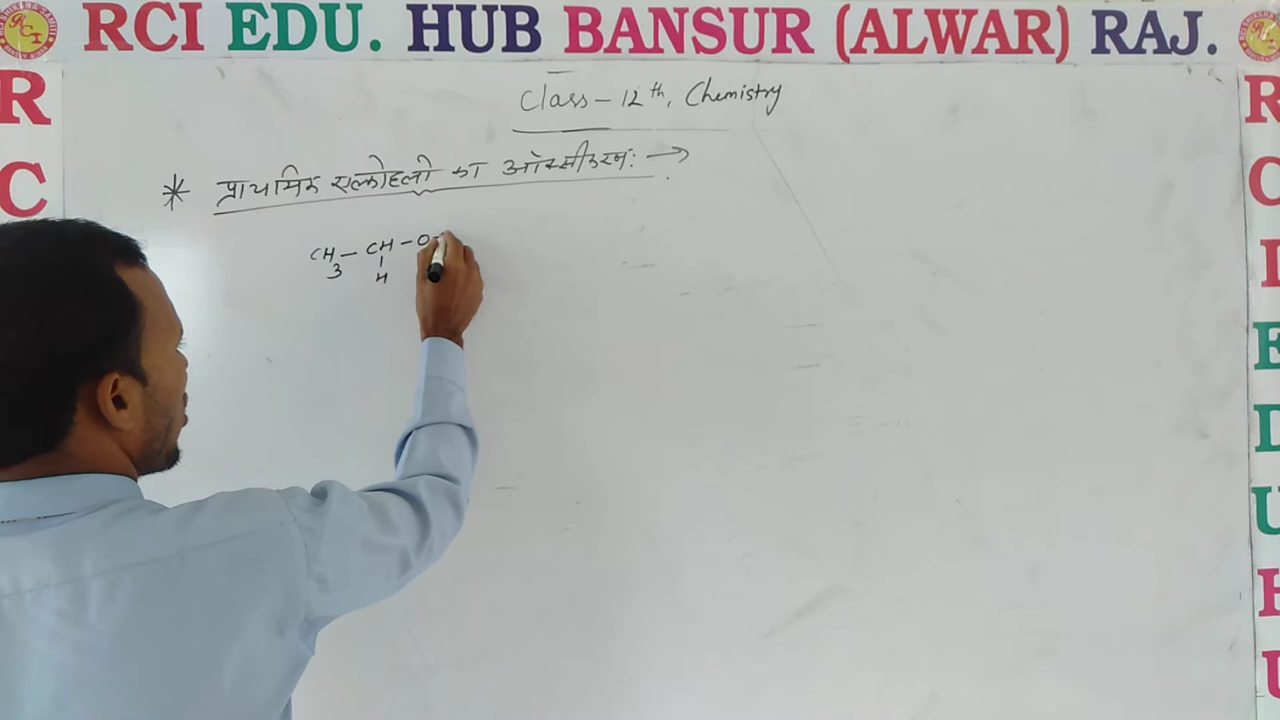 RCI EDU. HUB BANSUR (ALWAR) RAJ.
Class - 12th, Chemistry
* प्राथमिक एल्कोहलो का ऑक्सीकरण: →
CH3 - CH - O
H
R
C
R
C
I
E
D
U
H
U